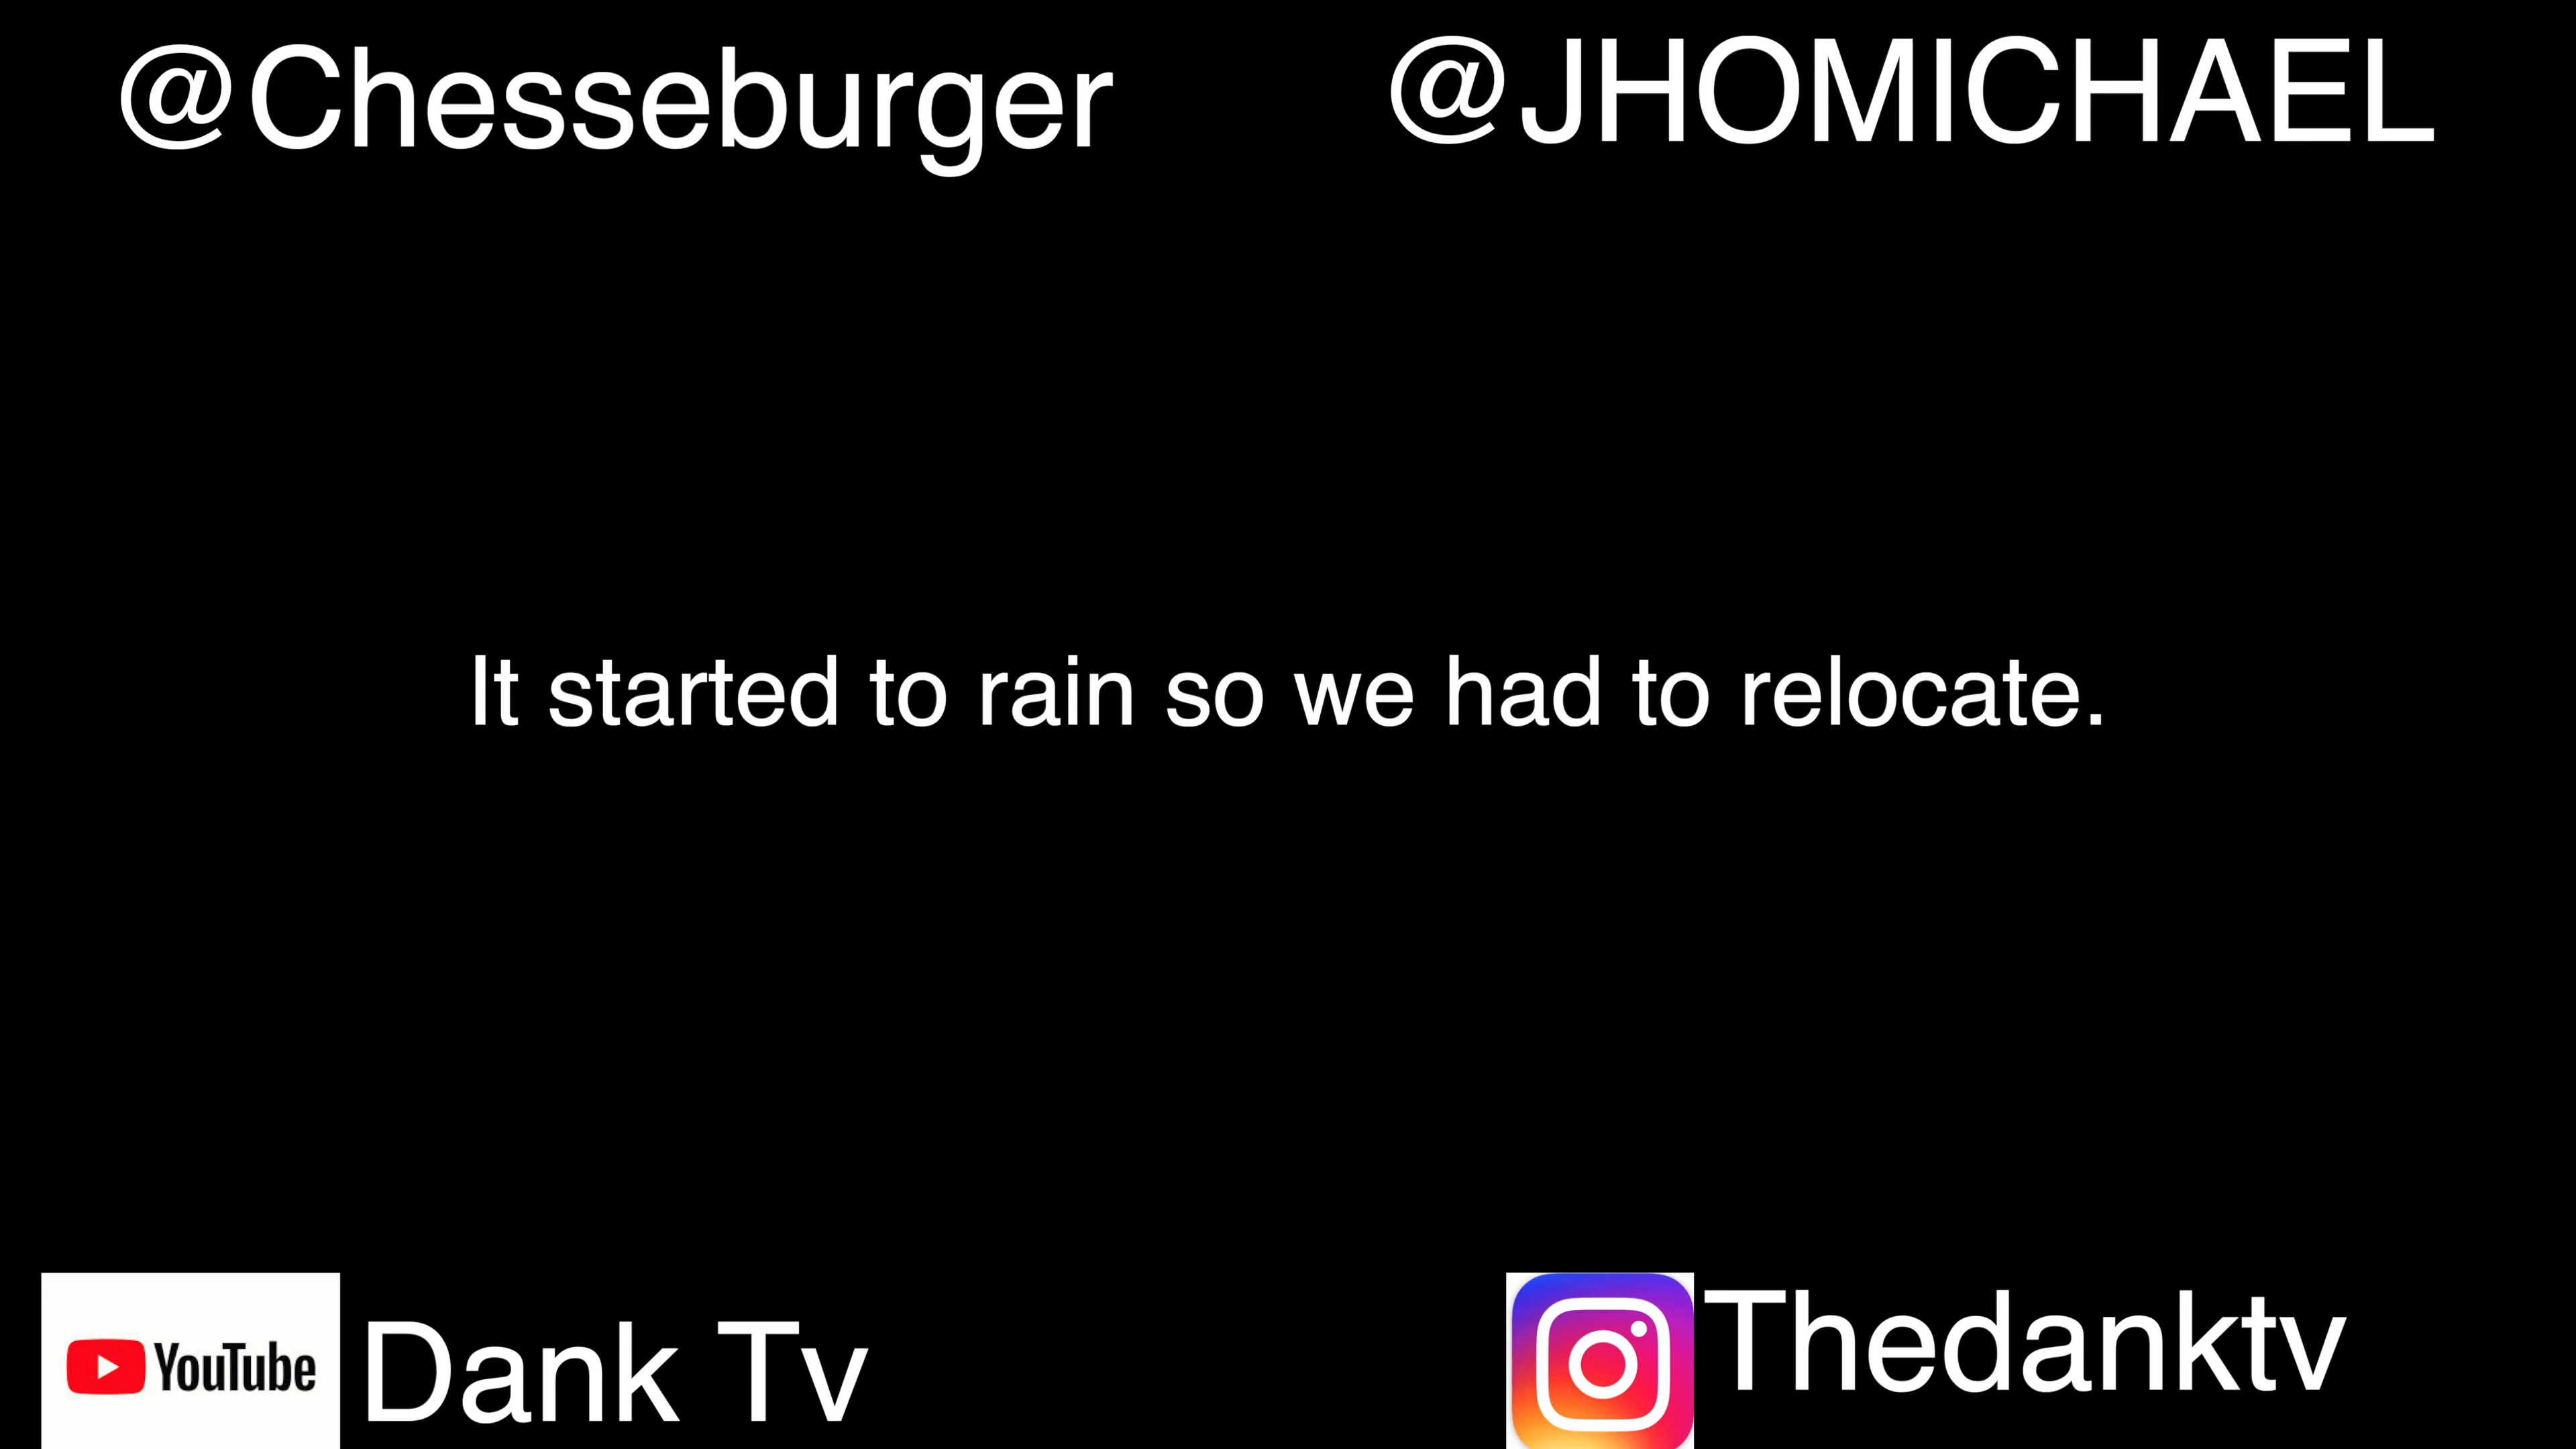 @Chesseburger
@JHOMICHAEL
It started to rain so we had to relocate.
YouTube
Dank Tv
Thedanktv